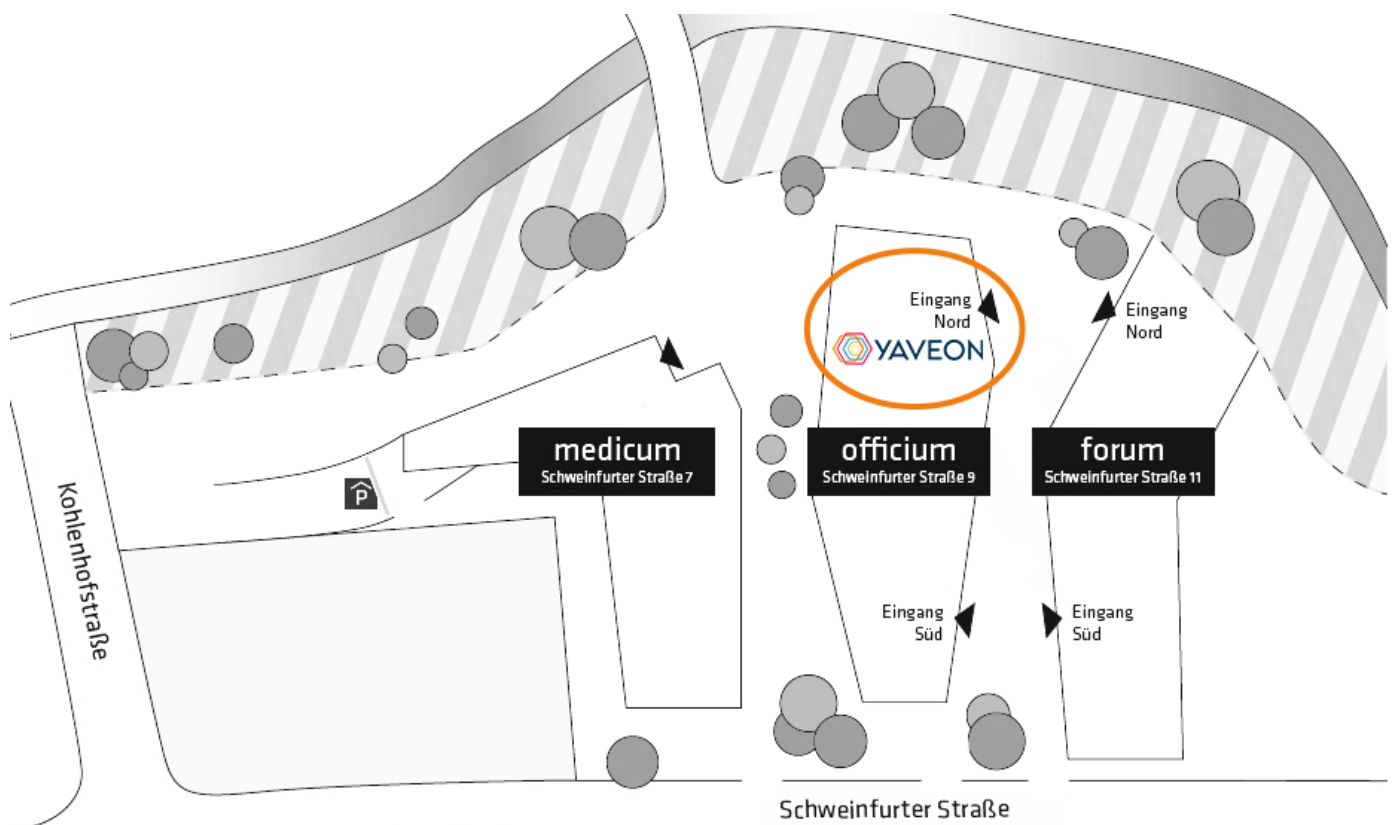 Eingang
Nord
YAVEON
Eingang
Nord
medicum
Schweinfurter Straße 7
officium
Schweinfurter Straße 9
forum
Schweinfurter Straße 11
P
Kohlenhofstraße
Eingang
Süd
Eingang
Süd
Schweinfurter Straße